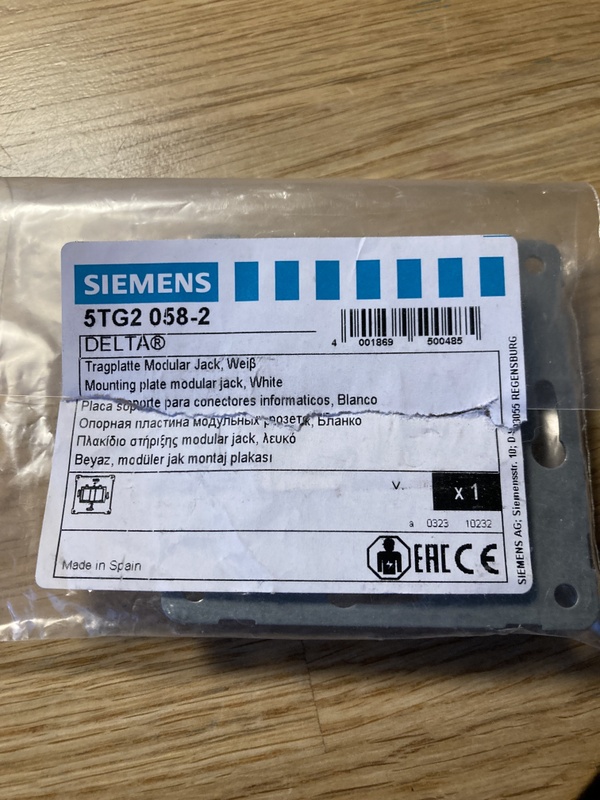 SIEMENS
5TG2 058-2
DELTA®
4 001869 500485
Tragplatte Modular Jack, Weiß
Mounting plate modular jack, White
Placa soporte para conectores informaticos, Blanco
Опорная пластина модульных розеток, Бланко
Πλακίδιο στήριξης modular jack, λευκό
Beyaz, modüler jak montaj plakası
V.
x 1
a 0323 10232
Made in Spain
EAC CE
SIEMENS AG; Siemensstr. 10; REGENSBURG